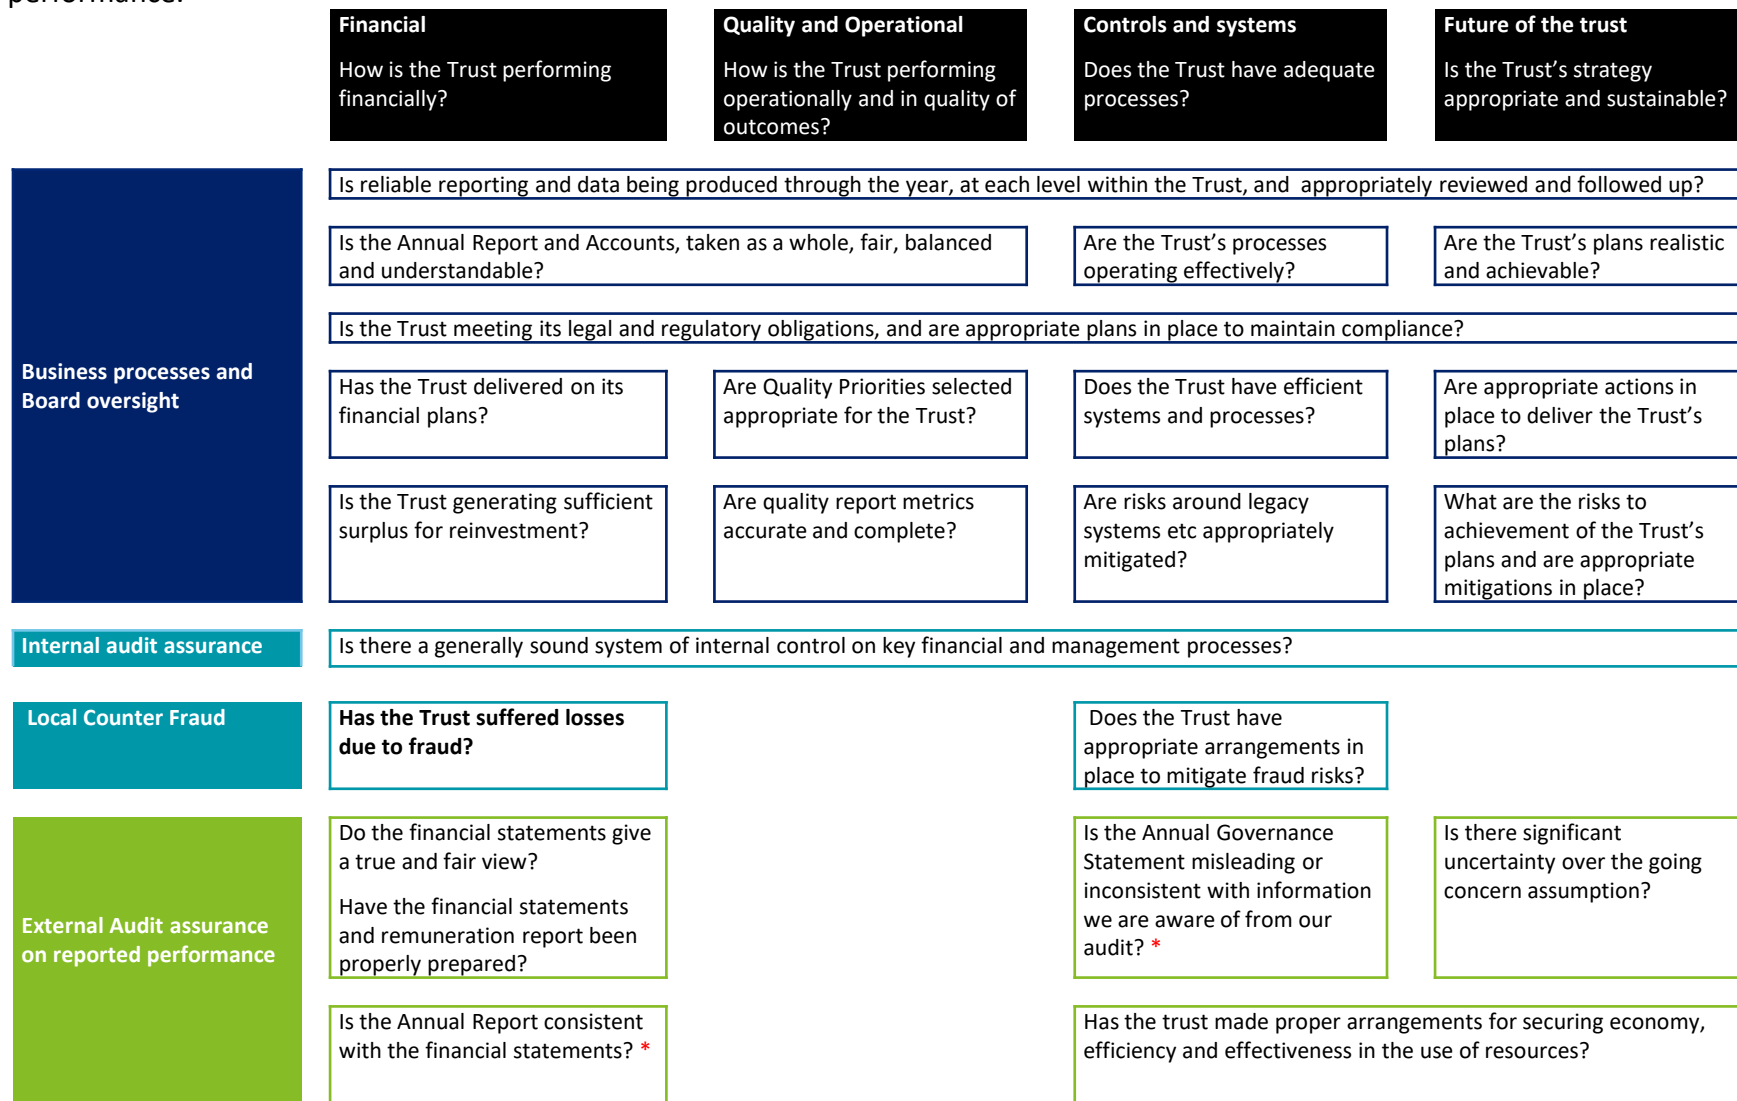 performance.
Financial
How is the Trust performing
financially?
Quality and Operational
How is the Trust performing
operationally and in quality of
outcomes?
Controls and systems
Does the Trust have adequate
processes?
Future of the trust
Is the Trust's strategy
appropriate and sustainable?
Business processes and
Board oversight
Is reliable reporting and data being produced through the year, at each level within the Trust, and  appropriately reviewed and followed up?
Is the Annual Report and Accounts, taken as a whole, fair, balanced
and understandable?
Are the Trust's processes
operating effectively?
Are the Trust's plans realistic
and achievable?
Is the Trust meeting its legal and regulatory obligations, and are appropriate plans in place to maintain compliance?
Has the Trust delivered on its
financial plans?
Are Quality Priorities selected
appropriate for the Trust?
Does the Trust have efficient
systems and processes?
Are appropriate actions in
place to deliver the Trust's
plans?
Is the Trust generating sufficient
surplus for reinvestment?
Are quality report metrics
accurate and complete?
Are risks around legacy
systems etc appropriately
mitigated?
What are the risks to
achievement of the Trust's
plans and are appropriate
mitigations in place?
Internal audit assurance
Is there a generally sound system of internal control on key financial and management processes?
Local Counter Fraud
Has the Trust suffered losses
due to fraud?
Does the Trust have
appropriate arrangements in
place to mitigate fraud risks?
External Audit assurance
on reported performance
Do the financial statements give
a true and fair view?
Have the financial statements
and remuneration report been
properly prepared?
Is the Annual Governance
Statement misleading or
inconsistent with information
we are aware of from our
audit? *
Is there significant
uncertainty over the going
concern assumption?
Is the Annual Report consistent
with the financial statements? *
Has the trust made proper arrangements for securing economy,
efficiency and effectiveness in the use of resources?